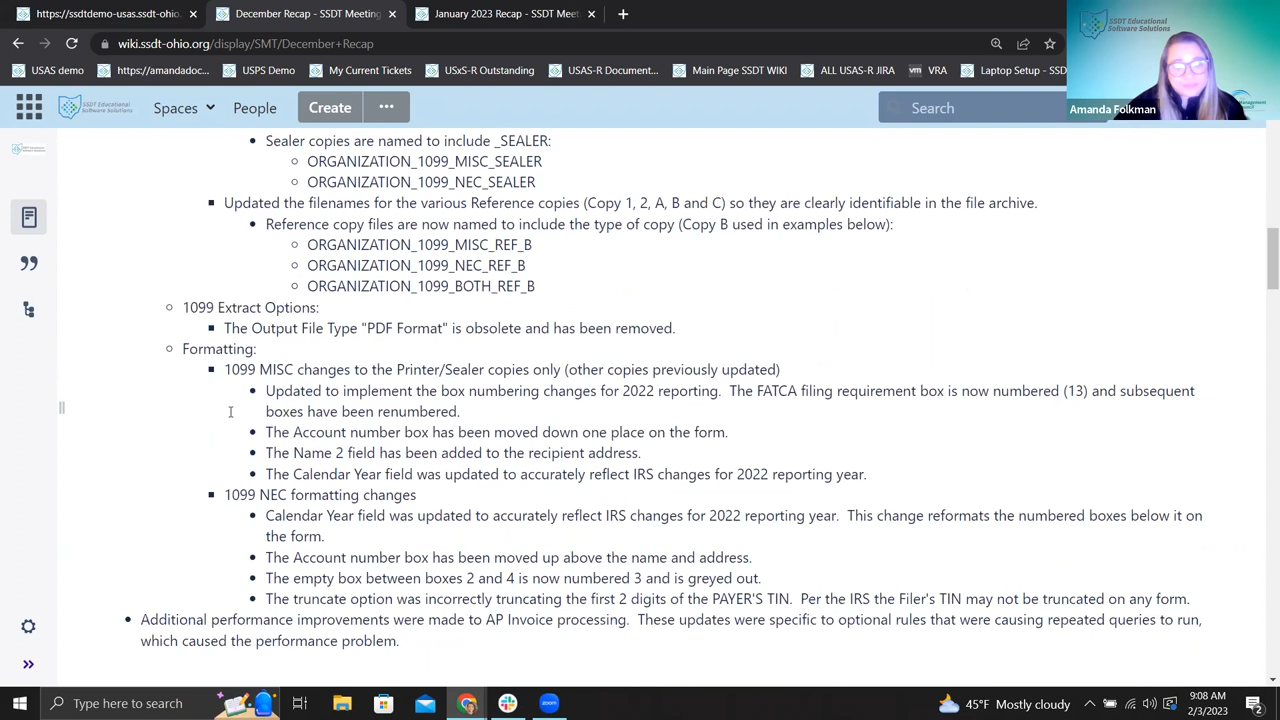 SSDT Meet
December Recap - SSDT Meet
January 2023 Recap - SSDT Meet
wiki.ssdt-ohio.org/display/SMT/December+Recap
USAS demo
https://amandadoc...
USPS Demo
My Current Tickets
USxS-R Outstanding
USAS-R Document...
Main Page SSDT WIKI
ALL USAS-R JIRA
vm VRA
Laptop Setup - SSD
SSDT Educational
Software Solutions
Amanda Folkman
SSDT Educational
Software Solutions
Spaces
People
Create
Search
Sealer copies are named to include _SEALER:
ORGANIZATION_1099_MISC_SEALER
ORGANIZATION_1099_NEC_SEALER
Updated the filenames for the various Reference copies (Copy 1, 2, A, B and C) so they are clearly identifiable in the file archive.
Reference copy files are now named to include the type of copy (Copy B used in examples below):
ORGANIZATION_1099_MISC_REF_B
ORGANIZATION_1099_NEC_REF_B
ORGANIZATION_1099_BOTH_REF_B
1099 Extract Options:
The Output File Type "PDF Format" is obsolete and has been removed.
Formatting:
1099 MISC changes to the Printer/Sealer copies only (other copies previously updated)
Updated to implement the box numbering changes for 2022 reporting.  The FATCA filing requirement box is now numbered (13) and subsequent
boxes have been renumbered.
The Account number box has been moved down one place on the form.
The Name 2 field has been added to the recipient address.
The Calendar Year field was updated to accurately reflect IRS changes for 2022 reporting year.
1099 NEC formatting changes
Calendar Year field was updated to accurately reflect IRS changes for 2022 reporting year.  This change reformats the numbered boxes below it on
the form.
The Account number box has been moved up above the name and address.
The empty box between boxes 2 and 4 is now numbered 3 and is greyed out.
The truncate option was incorrectly truncating the first 2 digits of the PAYER'S TIN.  Per the IRS the Filer's TIN may not be truncated on any form.
Additional performance improvements were made to AP Invoice processing.  These updates were specific to optional rules that were causing repeated queries to run,
which caused the performance problem.
Type here to search
zoom
45°F Mostly cloudy
9:08 AM
2/3/2023
2